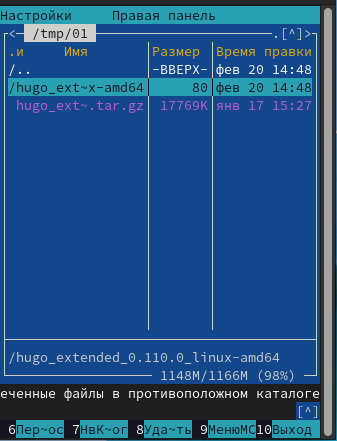 Настройки Правая панель
<─ /tmp/01 .[^]>
.и Имя Размер Время правки
/.. -ВВЕРХ- фев 20 14:48
/hugo_ext~x-amd64 80 фев 20 14:48
hugo_ext~.tar.gz 17769K янв 17 15:27
/hugo_extended_0.110.0_linux-amd64
1148M/1166M (98%)
еченные файлы в противоположном каталоге
[^]
6Пер~ос 7НвК~ог 8Уда~ть 9МенюMC 10Выход